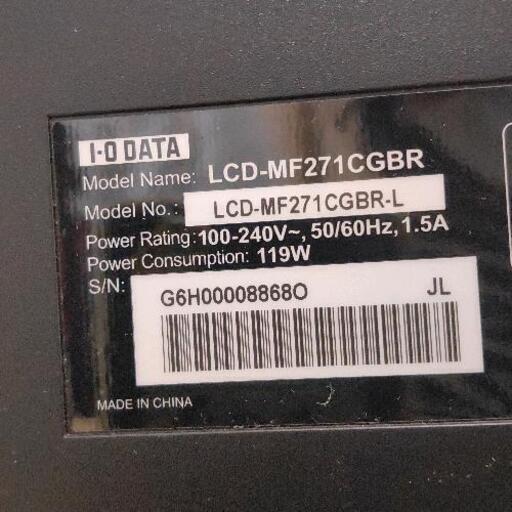 I-O DATA
Model Name: LCD-MF271CGBR
Model No.: LCD-MF271CGBR-L
Power Rating: 100-240V~, 50/60Hz, 1.5A
Power Consumption: 119W
S/N:
G6H00008868O JL
MADE IN CHINA